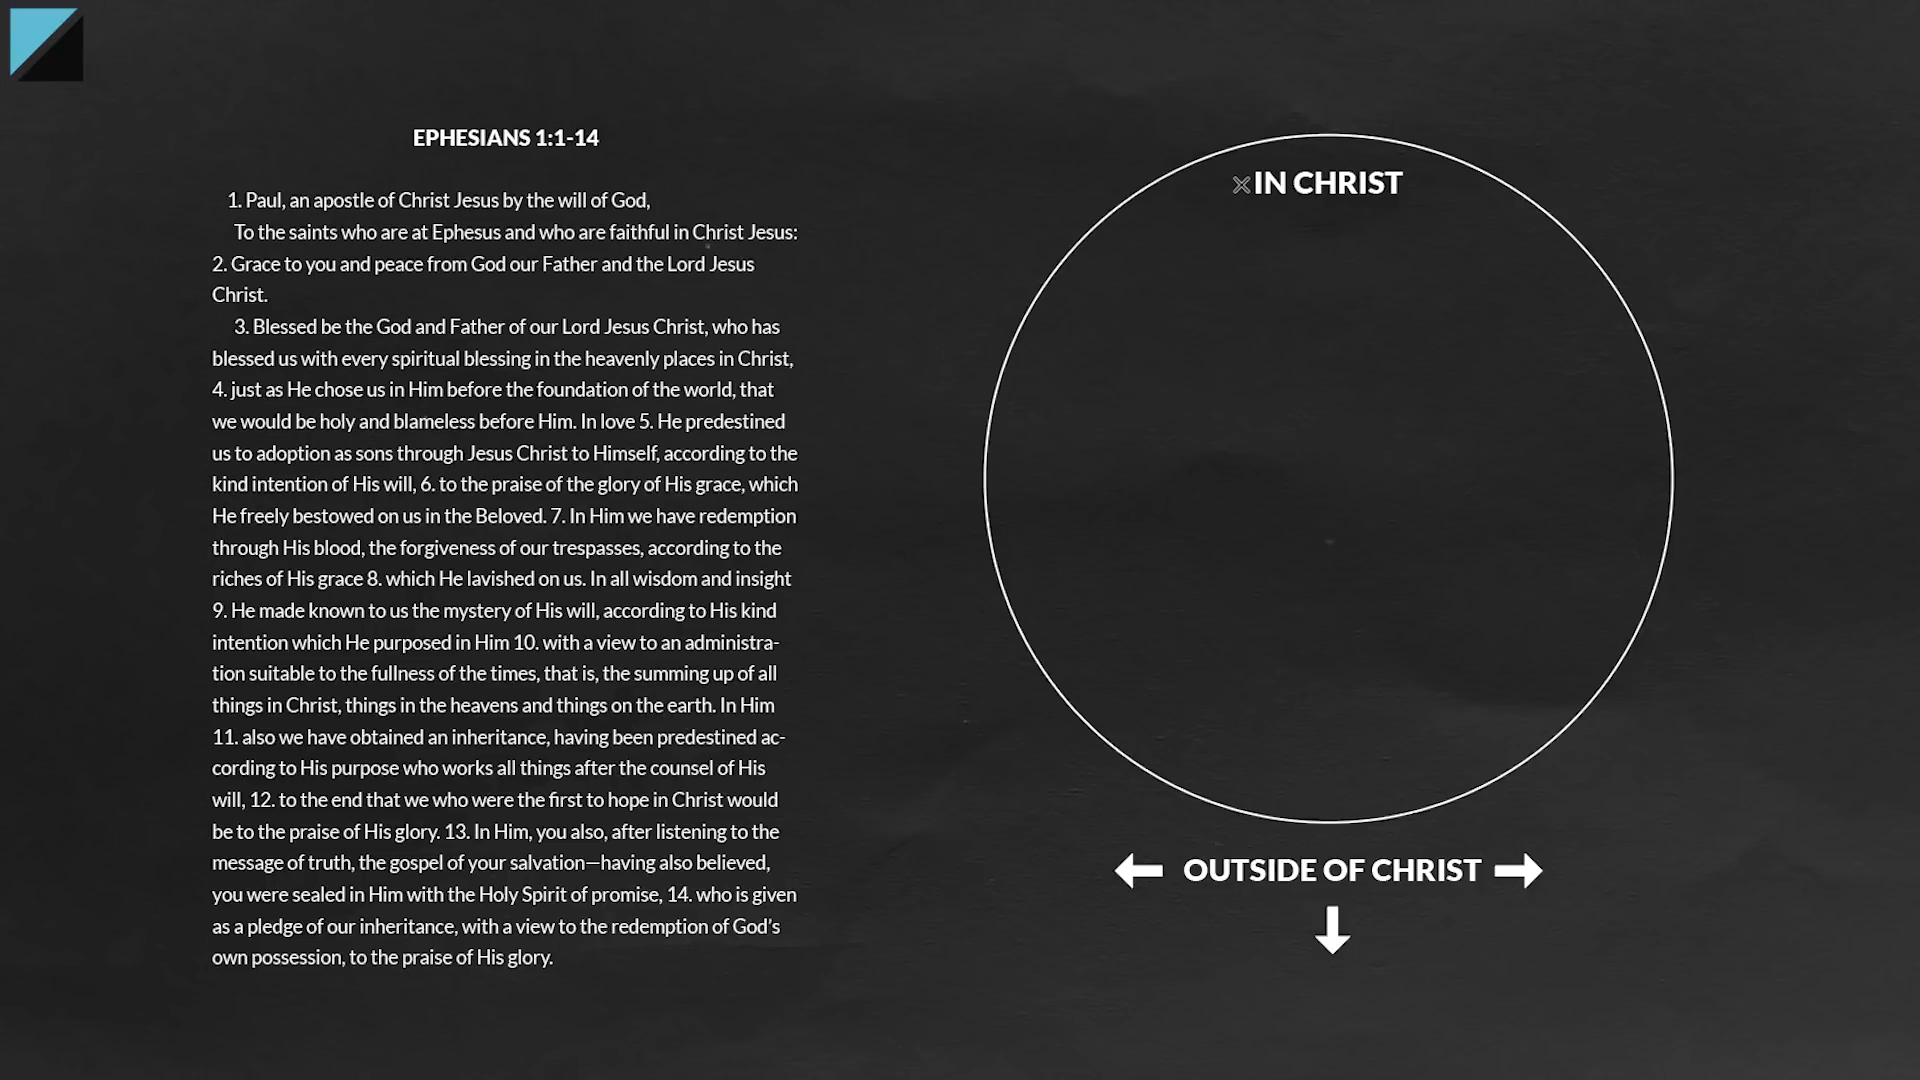 EPHESIANS 1:1-14
1. Paul, an apostle of Christ Jesus by the will of God,
To the saints who are at Ephesus and who are faithful in Christ Jesus:
2. Grace to you and peace from God our Father and the Lord Jesus
Christ.
3. Blessed be the God and Father of our Lord Jesus Christ, who has
blessed us with every spiritual blessing in the heavenly places in Christ,
4. just as He chose us in Him before the foundation of the world, that
we would be holy and blameless before Him. In love 5. He predestined
us to adoption as sons through Jesus Christ to Himself, according to the
kind intention of His will, 6. to the praise of the glory of His grace, which
He freely bestowed on us in the Beloved. 7. In Him we have redemption
through His blood, the forgiveness of our trespasses, according to the
riches of His grace 8. which He lavished on us. In all wisdom and insight
9. He made known to us the mystery of His will, according to His kind
intention which He purposed in Him 10. with a view to an administra-
tion suitable to the fullness of the times, that is, the summing up of all
things in Christ, things in the heavens and things on the earth. In Him
11. also we have obtained an inheritance, having been predestined ac-
cording to His purpose who works all things after the counsel of His
will, 12. to the end that we who were the first to hope in Christ would
be to the praise of His glory. 13. In Him, you also, after listening to the
message of truth, the gospel of your salvation—having also believed,
you were sealed in Him with the Holy Spirit of promise, 14. who is given
as a pledge of our inheritance, with a view to the redemption of God's
own possession, to the praise of His glory.
IN CHRIST
OUTSIDE OF CHRIST